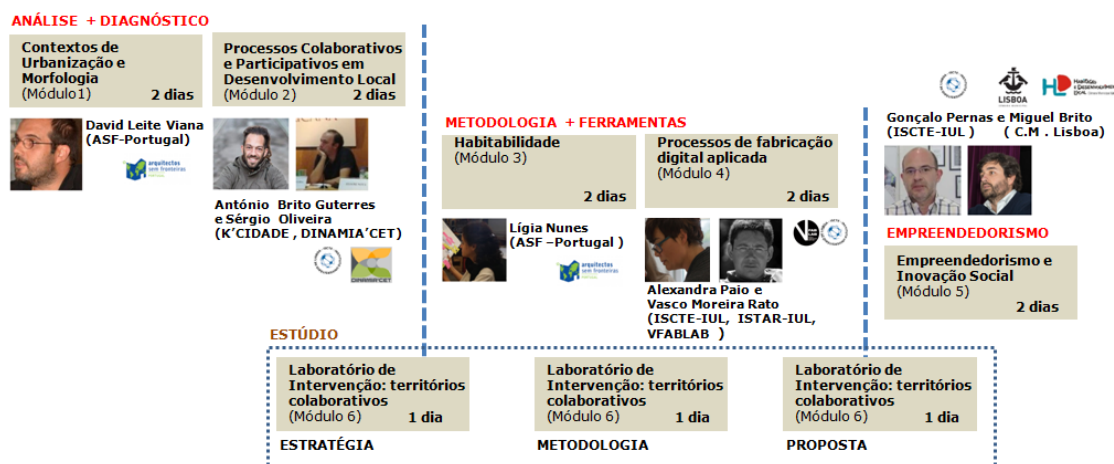 ANÁLISE + DIAGNÓSTICO
Contextos de
Urbanização e
Morfologia
(Módulo1) 2 dias
David Leite Viana
(ASF-Portugal)
arquitectos
sem fronteiras
Processos Colaborativos
e Participativos em
Desenvolvimento Local
(Módulo 2) 2 dias
António Brito Guterres
e Sérgio Oliveira
(K'CIDADE , DINAMIA'CET)
DINAMIA'CET
METODOLOGIA + FERRAMENTAS
Habitabilidade
(Módulo 3)
2 dias
Lígia Nunes
(ASF –Portugal )
arquitectos
sem fronteiras
Processos de fabricação
digital aplicada
(Módulo 4)
2 dias
Alexandra Paio e
Vasco Moreira Rato
(ISCTE-IUL, ISTAR-IUL,
VFABLAB )
LISBOA
Gonçalo Pernas e Miguel Brito
(ISCTE-IUL ) ( C.M . Lisboa)
EMPREENDEDORISMO
Empreendedorismo e
Inovação Social
(Módulo 5)
2 dias
ESTÚDIO
Laboratório de
Intervenção: territórios
colaborativos
(Módulo 6) 1 dia
ESTRATÉGIA
Laboratório de
Intervenção: territórios
colaborativos
(Módulo 6) 1 dia
METODOLOGIA
Laboratório de
Intervenção: territórios
colaborativos
(Módulo 6) 1 dia
PROPOSTA